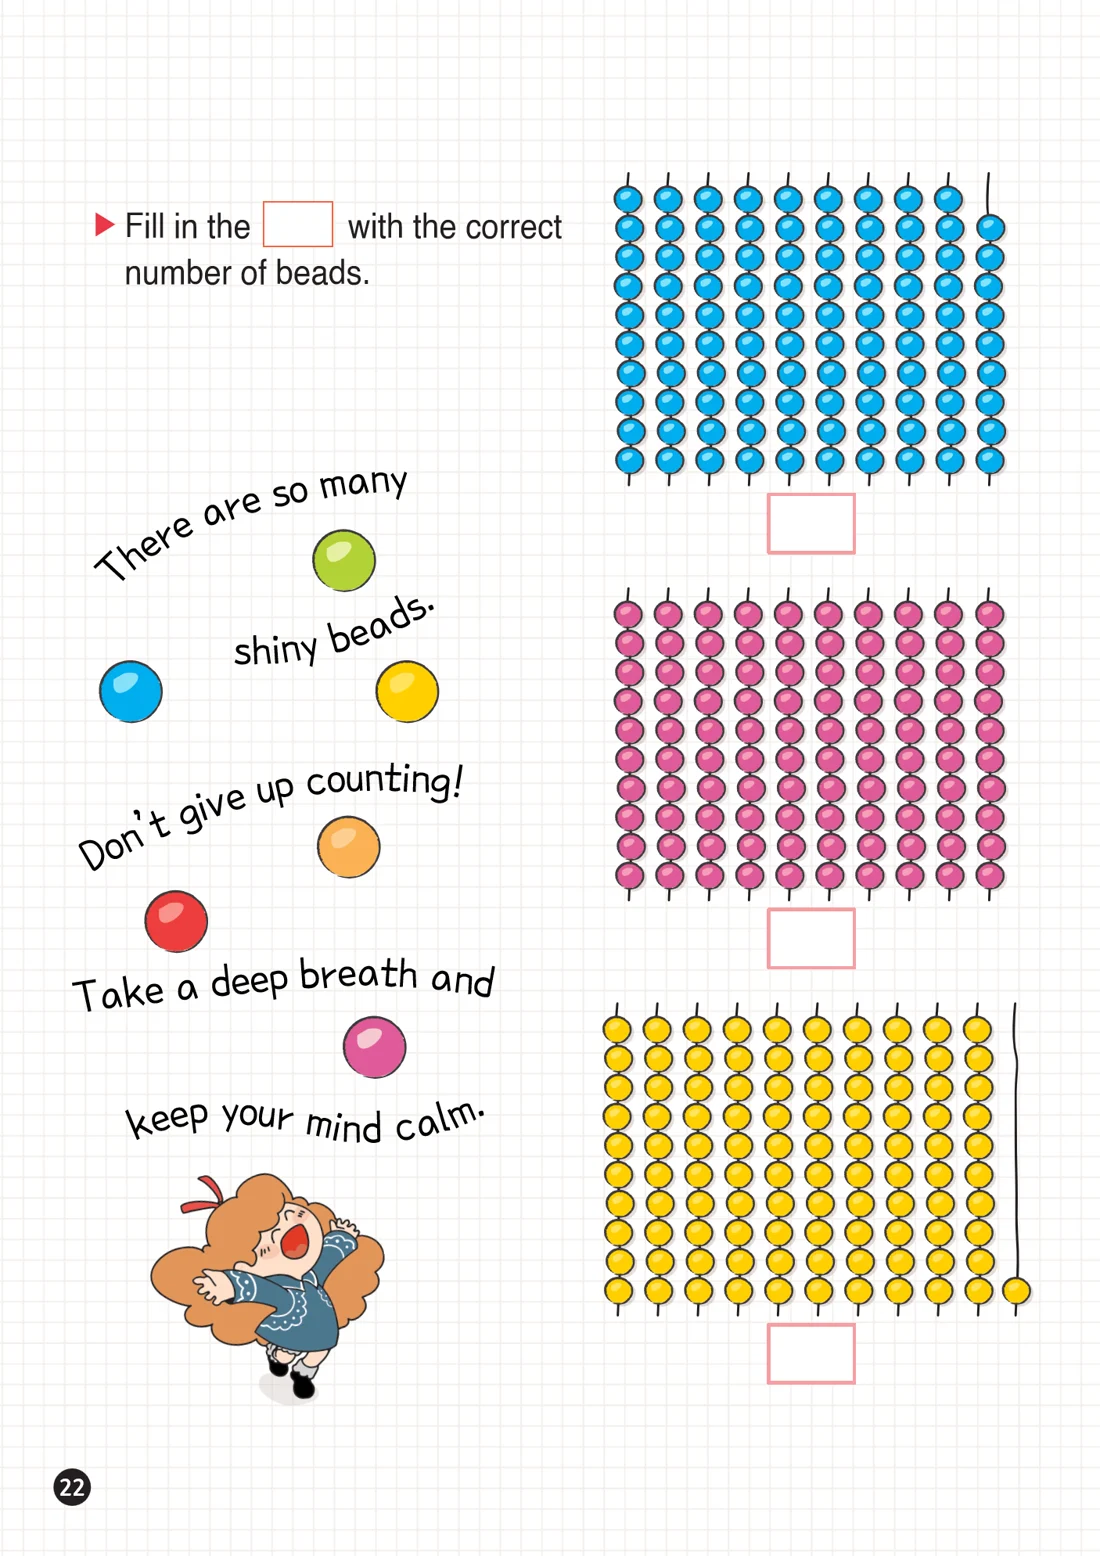 ▶ Fill in the with the correct
number of beads.
There are so many
shiny beads.
Don't give up counting!
Take a deep breath and
keep your mind calm.
22